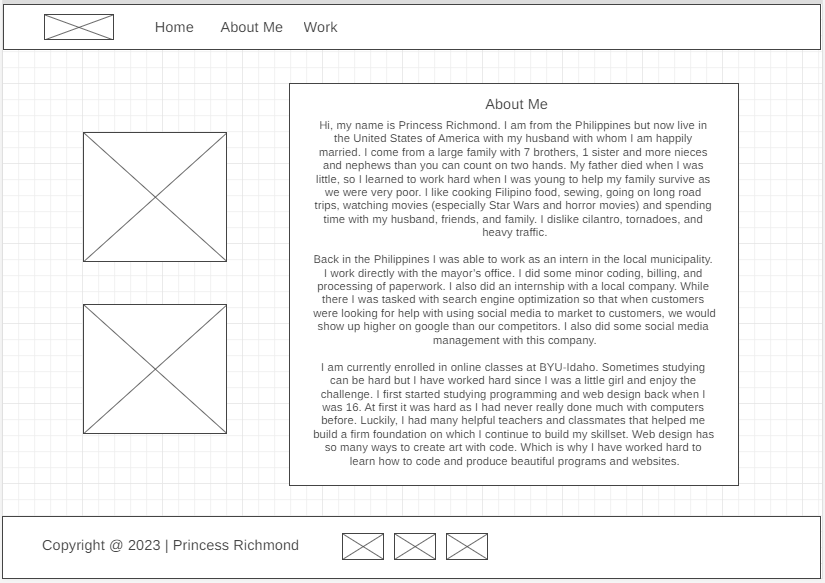 Home About Me Work
About Me
Hi, my name is Princess Richmond. I am from the Philippines but now live in
the United States of America with my husband with whom I am happily
married. I come from a large family with 7 brothers, 1 sister and more nieces
and nephews than you can count on two hands. My father died when I was
little, so I learned to work hard when I was young to help my family survive as
we were very poor. I like cooking Filipino food, sewing, going on long road
trips, watching movies (especially Star Wars and horror movies) and spending
time with my husband, friends, and family. I dislike cilantro, tornadoes, and
heavy traffic.
Back in the Philippines I was able to work as an intern in the local municipality.
I work directly with the mayor's office. I did some minor coding, billing, and
processing of paperwork. I also did an internship with a local company. While
there I was tasked with search engine optimization so that when customers
were looking for help with using social media to market to customers, we would
show up higher on google than our competitors. I also did some social media
management with this company.
I am currently enrolled in online classes at BYU-Idaho. Sometimes studying
can be hard but I have worked hard since I was a little girl and enjoy the
challenge. I first started studying programming and web design back when I
was 16. At first it was hard as I had never really done much with computers
before. Luckily, I had many helpful teachers and classmates that helped me
build a firm foundation on which I continue to build my skillset. Web design has
so many ways to create art with code. Which is why I have worked hard to
learn how to code and produce beautiful programs and websites.
Copyright @ 2023 | Princess Richmond